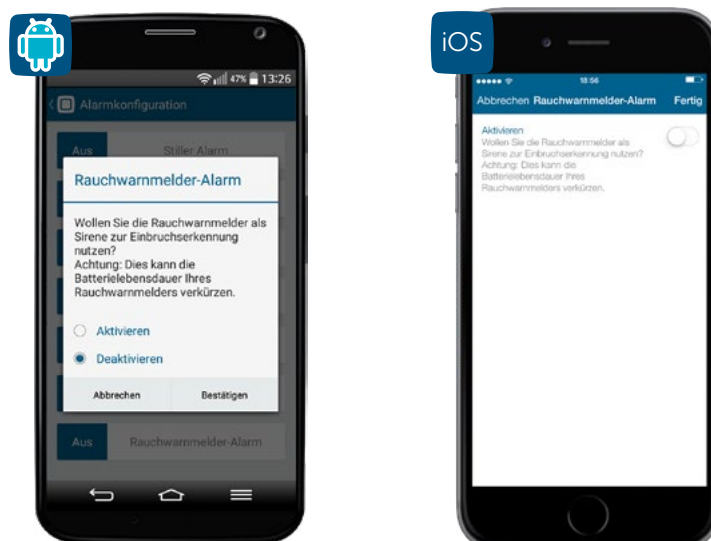 47% 13:26
Alarmkonfiguration
Aus Stiller Alarm
Rauchwarnmelder-Alarm
Wollen Sie die Rauchwarnmelder als
Sirene zur Einbruchserkennung
nutzen?
Achtung: Dies kann die
Batterielebensdauer Ihres
Rauchwarnmelders verkürzen.
Aktivieren
Deaktivieren
Abbrechen Bestätigen
Aus Rauchwarnmelder-Alarm
iOS
18:56
Abbrechen Rauchwarnmelder-Alarm Fertig
Aktivieren
Wollen Sie die Rauchwarnmelder als
Sirene zur Einbruchserkennung nutzen?
Achtung: Dies kann die
Batterielebensdauer Ihres
Rauchwarnmelders verkürzen.